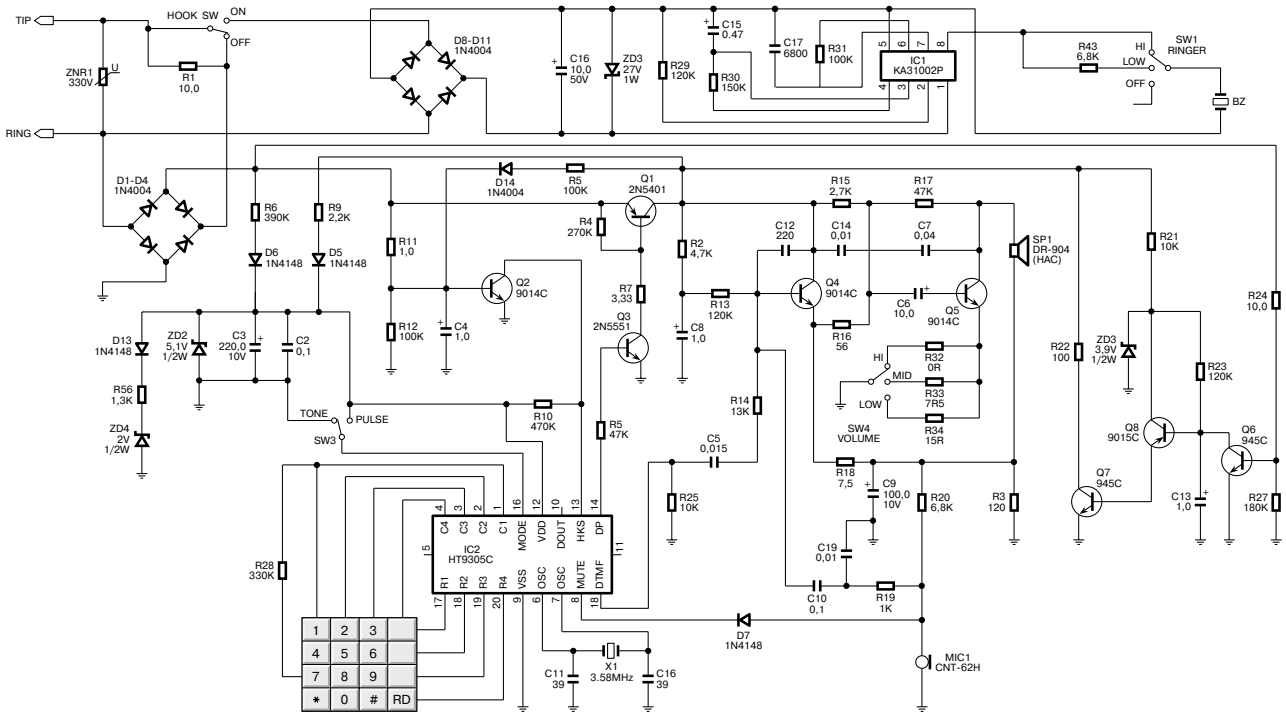 TIP
HOOK SW
ON
OFF
ZNR1
330V
U
R1
10,0
RING
D8-D11
1N4004
C16
10,0
50V
+
ZD3
27V
1W
R29
120K
C15
0.47
+
R30
150K
C17
6800
R31
100K
5 6 7 8
IC1
KA31002P
4 3 2 1
R43
6,8K
SW1
RINGER
HI
LOW
OFF
BZ
D1-D4
1N4004
R6
390K
R9
2,2K
D6
1N4148
D5
1N4148
D14
1N4004
R5
100K
Q1
2N5401
R4
270K
R11
1,0
R12
100K
C4
1,0
+
Q2
9014C
R7
3,33
Q3
2N5551
R2
4,7K
C8
1,0
+
R13
120K
R15
2,7K
R17
47K
C12
220
C14
0,01
C7
0,04
Q4
9014C
C6
10,0
+
Q5
9014C
R16
56
SP1
DR-904
(HAC)
R21
10K
R24
10,0
D13
1N4148
ZD2
5,1V
1/2W
C3
220,0
10V
+
C2
0,1
R56
1,3K
ZD4
2V
1/2W
TONE
PULSE
SW3
R10
470K
R5
47K
R14
13K
C5
0,015
R25
10K
HI
MID
LOW
R32
0R
R33
7R5
R34
15R
SW4
VOLUME
R18
7,5
C9
100,0
10V
+
R20
6,8K
R3
120
R22
100
ZD3
3,9V
1/2W
R23
120K
Q8
9015C
Q6
945C
Q7
945C
C13
1,0
+
R27
180K
C19
0,01
C10
0,1
R19
1K
R28
330K
4 3 2 1 16 12 10 13 14
C4 C3 C2 C1 MODE VDD DOUT HKS DP
5
IC2
HT9305C
11
R1 R2 R3 R4 VSS OSC OSC MUTE DTMF
17 18 19 20 9 6 7 8 18
D7
1N4148
MIC1
CNT-62H
C11
39
X1
3.58MHz
C16
39
1 2 3
4 5 6
7 8 9
* 0 # RD